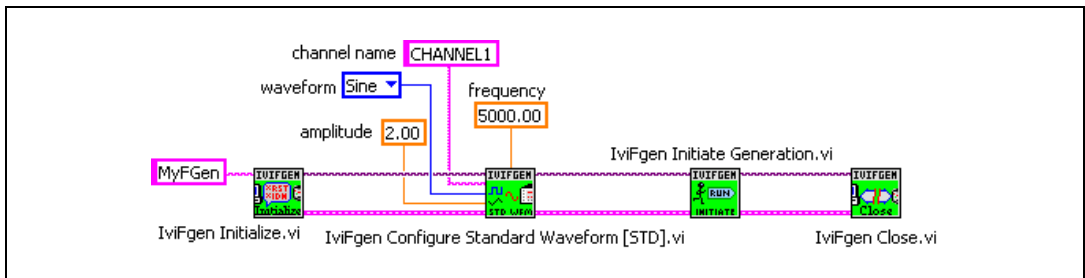 channel name CHANNEL1
waveform Sine
frequency
5000.00
amplitude 2.00
IviFgen Initiate Generation.vi
MyFGen
IVIFGEN
XRST
XIDN
Initialize
IVIFGEN
STD WFM
IVIFGEN
RUN
INITIATE
IVIFGEN
Close
IviFgen Initialize.vi
IviFgen Configure Standard Waveform [STD].vi
IviFgen Close.vi